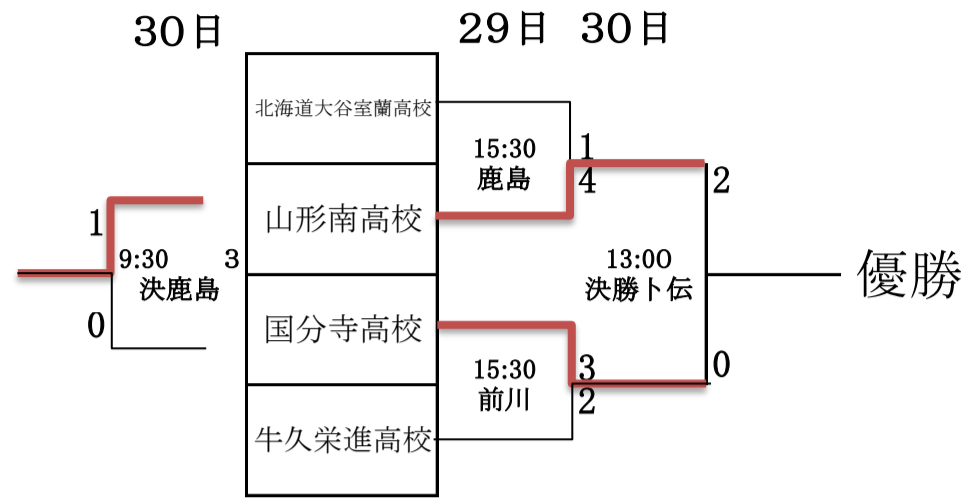 30日
29日 30日
北海道大谷室蘭高校
15:30
鹿島
1
4
2
山形南高校
1
9:30
決鹿島
3
0
13:00
決勝卜伝
優勝
国分寺高校
15:30
前川
3
2
0
牛久栄進高校